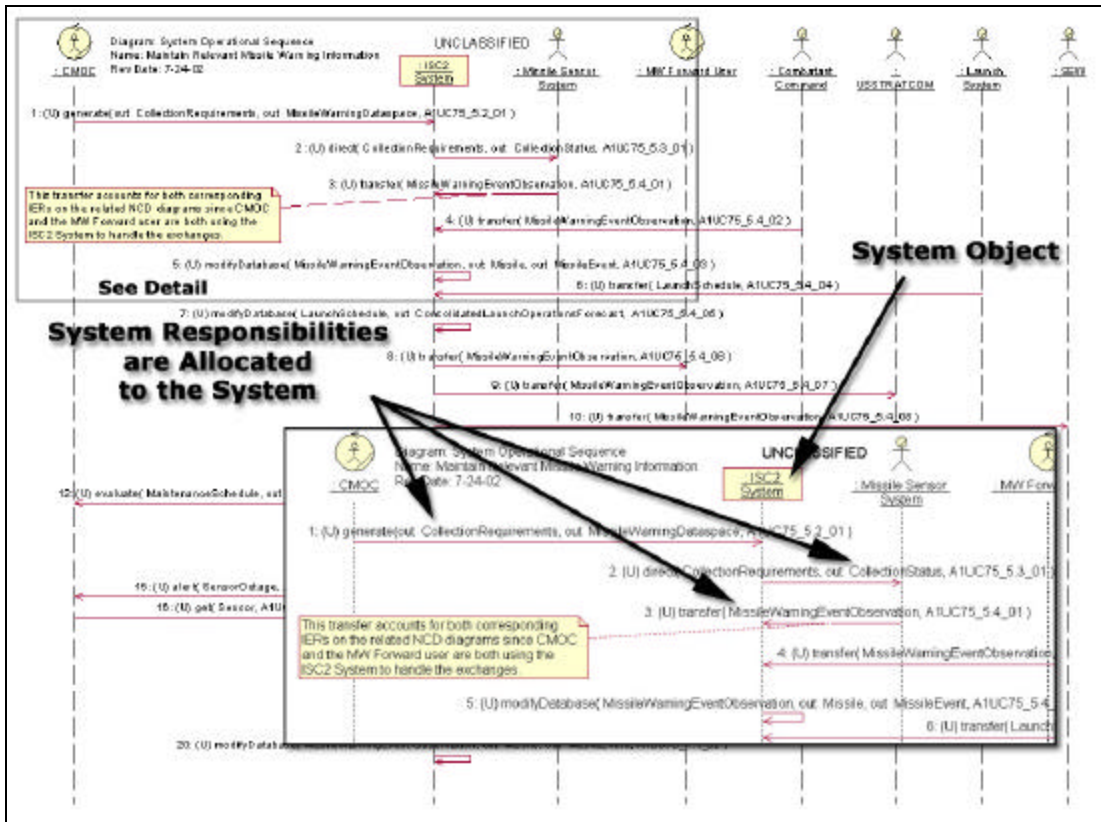 Diagram: System Operational Sequence
Name: Maintain Relevant Missile Warning Information
Rev Date: 7-24-02
UNCLASSIFIED
: CMOC
: ISC2
System
: Missile Sensor
System
: MW Forward User
: Combatant
Command
:
USSTRATCOM
: Launch
System
1: (U) generate(out CollectionRequirements, out MissileWarningDataspace, A1UC75_5.2_01)
2: (U) direct( CollectionRequirements, out CollectionStatus, A1UC75_5.3_01)
3: (U) transfer( MissileWarningEventObservation, A1UC75_5.4_01 )
This transfer accounts for both corresponding
IERs on the related NCD diagrams since CMOC
and the MW Forward user are both using the
ISC2 System to handle the exchanges.
4: (U) transfer( MissileWarningEventObservation, A1UC75_5.4_02 )
5: (U) modifyDatabase( MissileWarningEventObservation, out Missile, out MissileEvent, A1UC75_5.4_03 )
System Object
See Detail
6: (U) transfer( LaunchSchedule, A1UC75_5.4_04 )
7: (U) modifyDatabase( LaunchSchedule, out ConsolidatedLaunchOperationsForecast, A1UC75_5.4_05 )
System Responsibilities
are Allocated
to the System
8: (U) transfer( MissileWarningEventObservation, A1UC75_5.4_06 )
9: (U) transfer( MissileWarningEventObservation, A1UC75_5.4_07 )
10: (U) transfer( MissileWarningEventObservation, A1UC75_5.4_08 )
Diagram: System Operational Sequence
Name: Maintain Relevant Missile Warning Information
Rev Date: 7-24-02
UNCLASSIFIED
: CMOC
: ISC2
System
: Missile Sensor
System
: MW Forw
(U) evaluate( MaintenanceSchedule, out
1: (U) generate(out CollectionRequirements, out MissileWarningDataspace, A1UC75_5.2_01 )
2: (U) direct( CollectionRequirements, out CollectionStatus, A1UC75_5.3_01)
(U) alert( SensorOutage,
3: (U) transfer( MissileWarningEventObservation, A1UC75_5.4_01 )
(U) get( Sensor, A1U
This transfer accounts for both corresponding
IERs on the related NCD diagrams since CMOC
and the MW Forward user are both using the
ISC2 System to handle the exchanges.
4: (U) transfer( MissileWarningEventObservation,
5: (U) modifyDatabase( MissileWarningEventObservation, out Missile, out MissileEvent, A1UC75_5.4_
6: (U) transfer( Launch
20: (U) modifyDatabase(